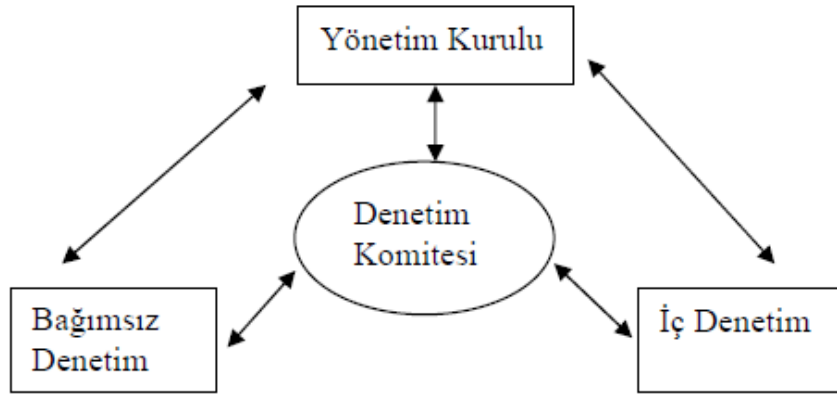 Yönetim Kurulu
Denetim
Komitesi
Bağımsız
Denetim
İç Denetim